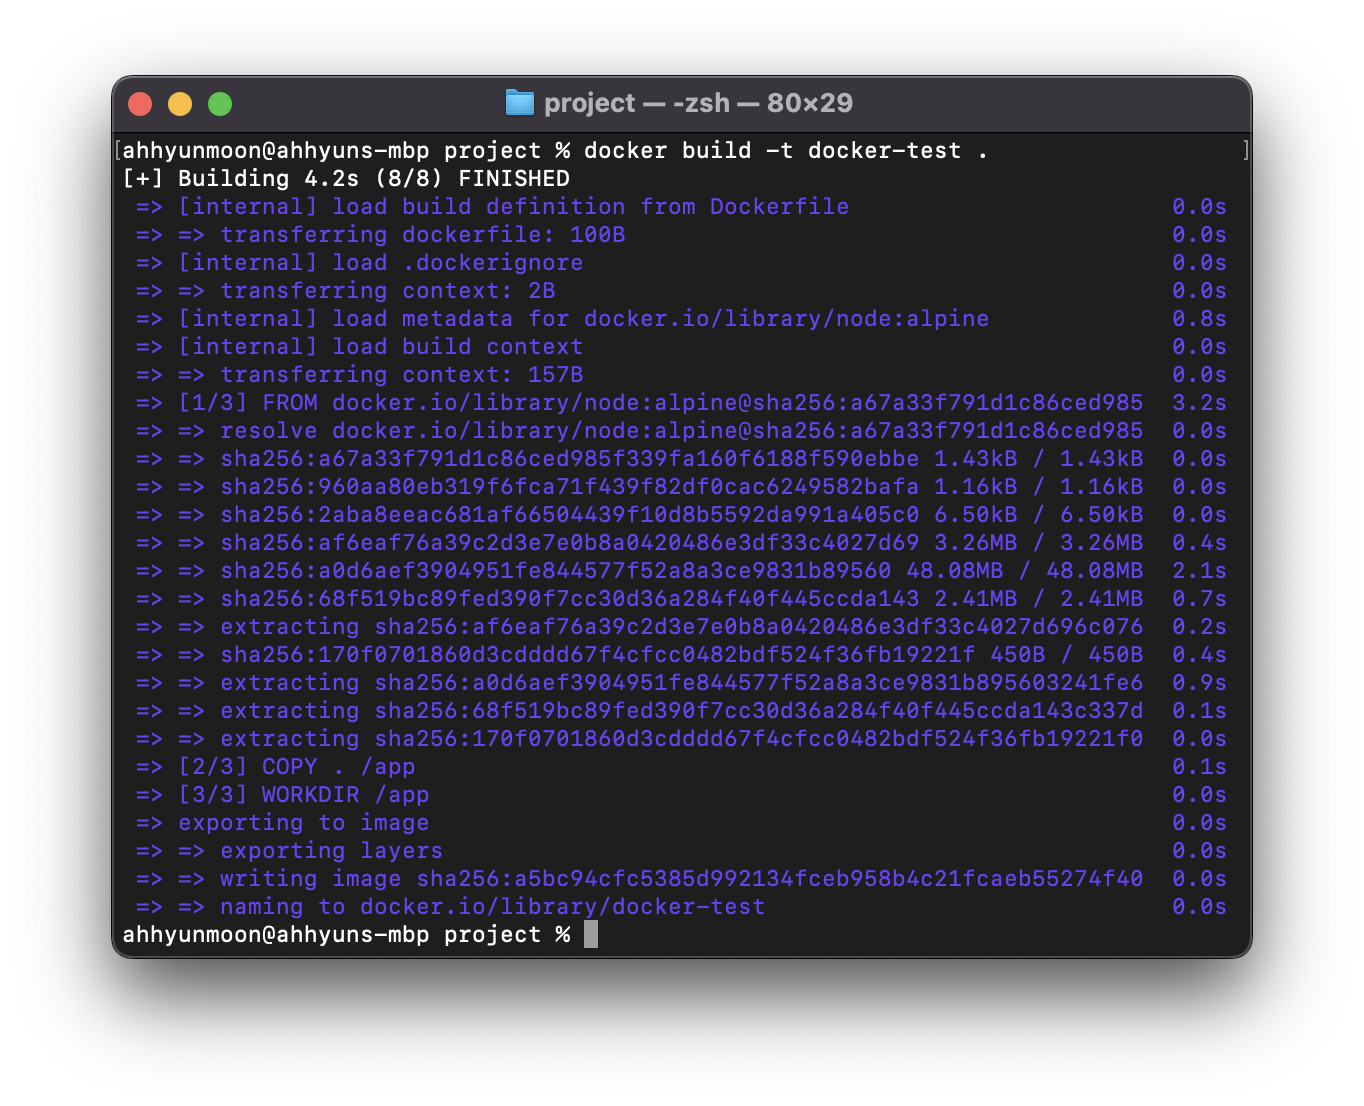 project — -zsh — 80×29
[ahhyunmoon@ahhyuns-mbp project % docker build -t docker-test . ]
[+] Building 4.2s (8/8) FINISHED
=> [internal] load build definition from Dockerfile 0.0s
=> => transferring dockerfile: 100B 0.0s
=> [internal] load .dockerignore 0.0s
=> => transferring context: 2B 0.0s
=> [internal] load metadata for docker.io/library/node:alpine 0.8s
=> [internal] load build context 0.0s
=> => transferring context: 157B 0.0s
=> [1/3] FROM docker.io/library/node:alpine@sha256:a67a33f791d1c86ced985 3.2s
=> => resolve docker.io/library/node:alpine@sha256:a67a33f791d1c86ced985 0.0s
=> => sha256:a67a33f791d1c86ced985f339fa160f6188f590ebbe 1.43kB / 1.43kB 0.0s
=> => sha256:960aa80eb319f6fca71f439f82df0cac6249582bafa 1.16kB / 1.16kB 0.0s
=> => sha256:2aba8eeac681af66504439f10d8b5592da991a405c0 6.50kB / 6.50kB 0.0s
=> => sha256:af6eaf76a39c2d3e7e0b8a0420486e3df33c4027d69 3.26MB / 3.26MB 0.4s
=> => sha256:a0d6aef3904951fe844577f52a8a3ce9831b89560 48.08MB / 48.08MB 2.1s
=> => sha256:68f519bc89fed390f7cc30d36a284f40f445ccda143 2.41MB / 2.41MB 0.7s
=> => extracting sha256:af6eaf76a39c2d3e7e0b8a0420486e3df33c4027d696c076 0.2s
=> => sha256:170f0701860d3cdddd67f4cfcc0482bdf524f36fb19221f 450B / 450B 0.4s
=> => extracting sha256:a0d6aef3904951fe844577f52a8a3ce9831b895603241fe6 0.9s
=> => extracting sha256:68f519bc89fed390f7cc30d36a284f40f445ccda143c337d 0.1s
=> => extracting sha256:170f0701860d3cdddd67f4cfcc0482bdf524f36fb19221f0 0.0s
=> [2/3] COPY . /app 0.1s
=> [3/3] WORKDIR /app 0.0s
=> exporting to image 0.0s
=> => exporting layers 0.0s
=> => writing image sha256:a5bc94cfc5385d992134fceb958b4c21fcaeb55274f40 0.0s
=> => naming to docker.io/library/docker-test 0.0s
ahhyunmoon@ahhyuns-mbp project %